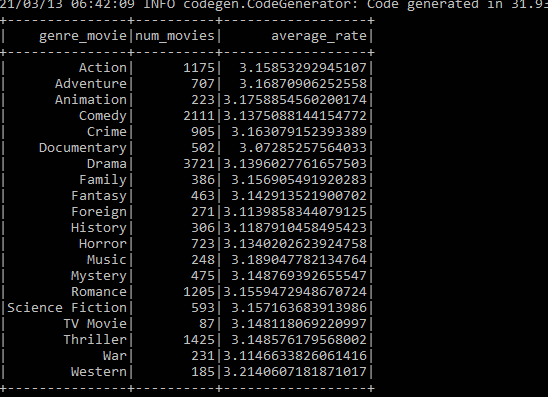 21/03/13 06:42:09 INFO codegen.CodeGenerator: Code generated in 31.93
+---------------+----------+------------------+
|    genre_movie|num_movies|      average_rate|
+---------------+----------+------------------+
|         Action|      1175|  3.15853292945107|
|      Adventure|       707|  3.16870906252558|
|      Animation|       223|3.1758854560200174|
|         Comedy|      2111|3.1375088144154772|
|          Crime|       905| 3.163079152393389|
|    Documentary|       502|  3.07285257564033|
|          Drama|      3721|3.1396027761657503|
|         Family|       386| 3.156905491920283|
|        Fantasy|       463| 3.142913521900702|
|        Foreign|       271|3.1139858344079125|
|        History|       306|3.1187910458495423|
|         Horror|       723|3.1340202623924758|
|          Music|       248| 3.189047782134764|
|        Mystery|       475| 3.148769392655547|
|        Romance|      1205|3.1559472948670724|
|Science Fiction|       593| 3.157163683913986|
|       TV Movie|        87| 3.148118069220997|
|       Thriller|      1425| 3.148576179568002|
|            War|       231|3.1146633826061416|
|        Western|       185|3.2140607181871017|
+---------------+----------+------------------+